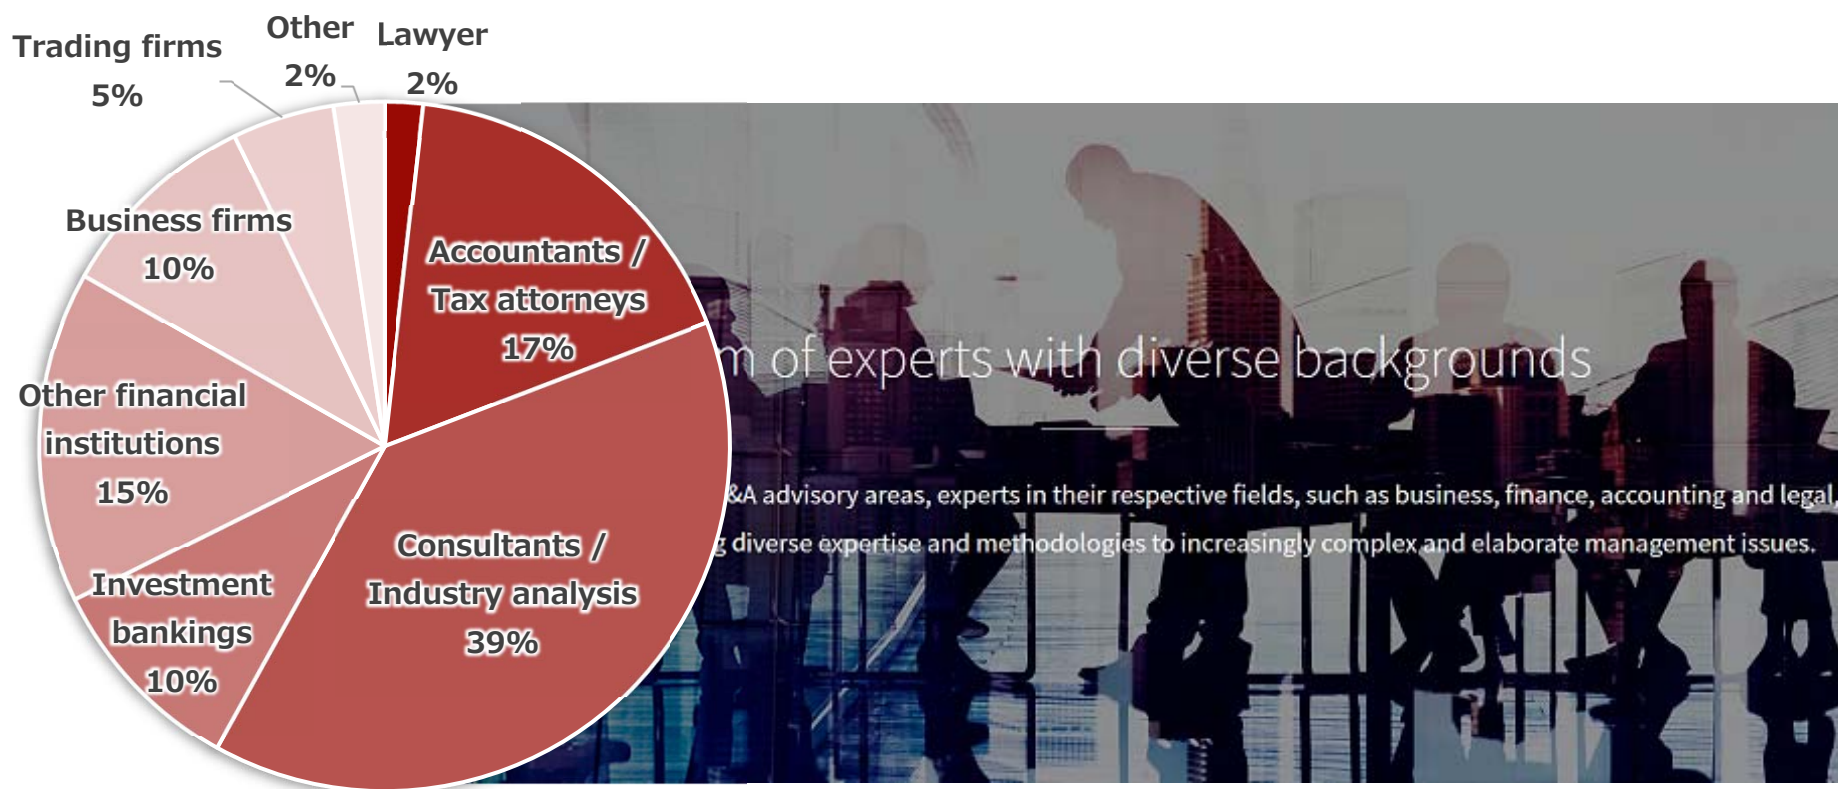 Other
2%
Lawyer
2%
Trading firms
5%
Business firms
10%
Accountants /
Tax attorneys
17%
Other financial
institutions
15%
Consultants /
Industry analysis
39%
Investment
bankings
10%
of experts with diverse backgrounds
&A advisory areas, experts in their respective fields, such as business, finance, accounting and legal,
diverse expertise and methodologies to increasingly complex and elaborate management issues.